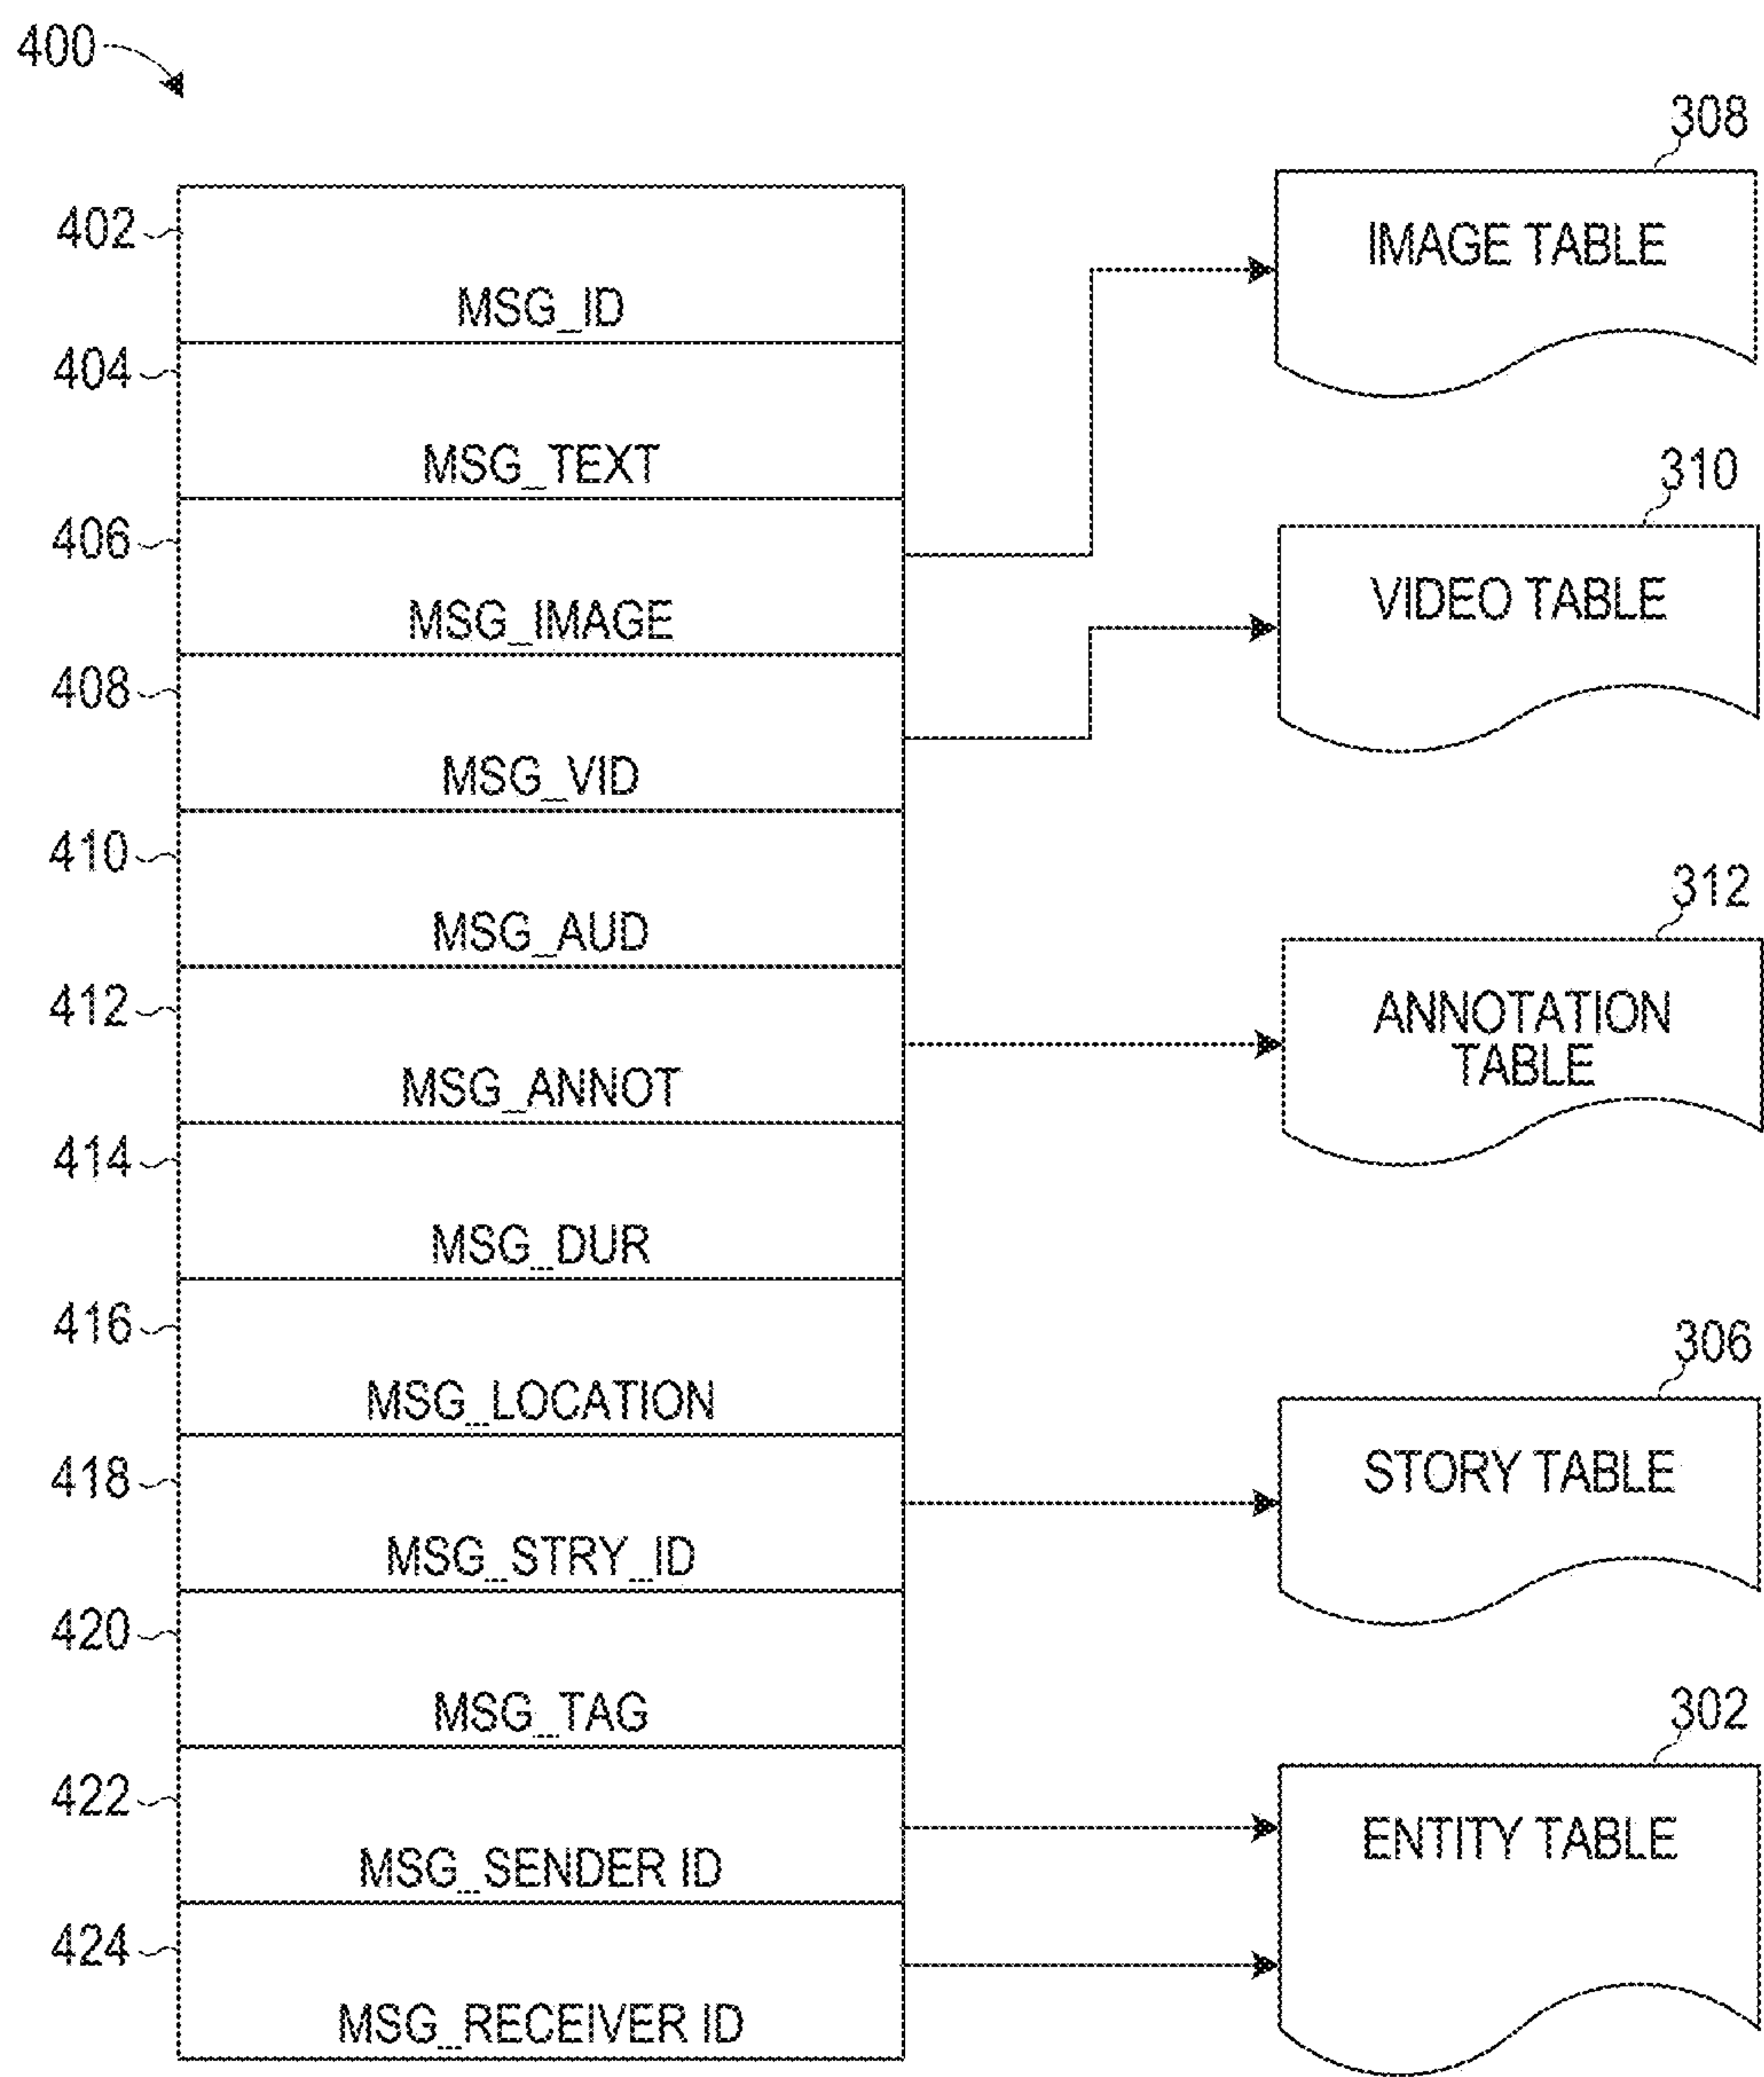 400
308
402
IMAGE TABLE
MSG_ID
404
MSG_TEXT
310
406
VIDEO TABLE
MSG_IMAGE
408
MSG_VID
410
312
MSG_AUD
412
ANNOTATION
TABLE
MSG_ANNOT
414
MSG_DUR
416
306
MSG_LOCATION
418
STORY TABLE
MSG_STRY_ID
420
302
MSG_TAG
422
ENTITY TABLE
MSG_SENDER ID
424
MSG_RECEIVER ID